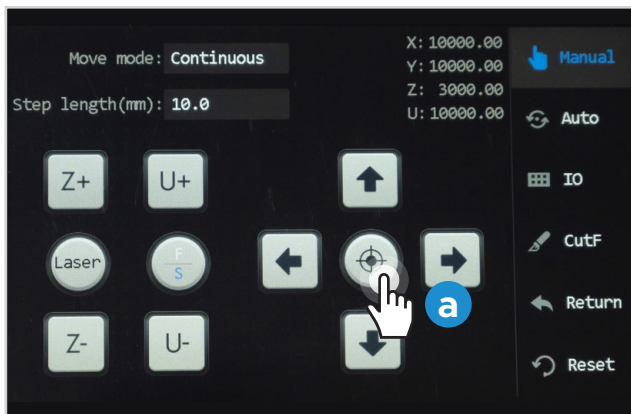 Move mode: Continuous
Step length(mm): 10.0
X: 10000.00
Y: 10000.00
Z: 3000.00
U: 10000.00
Z+ U+
Laser F
S
Z- U-
a
Manual
Auto
IO
CutF
Return
Reset